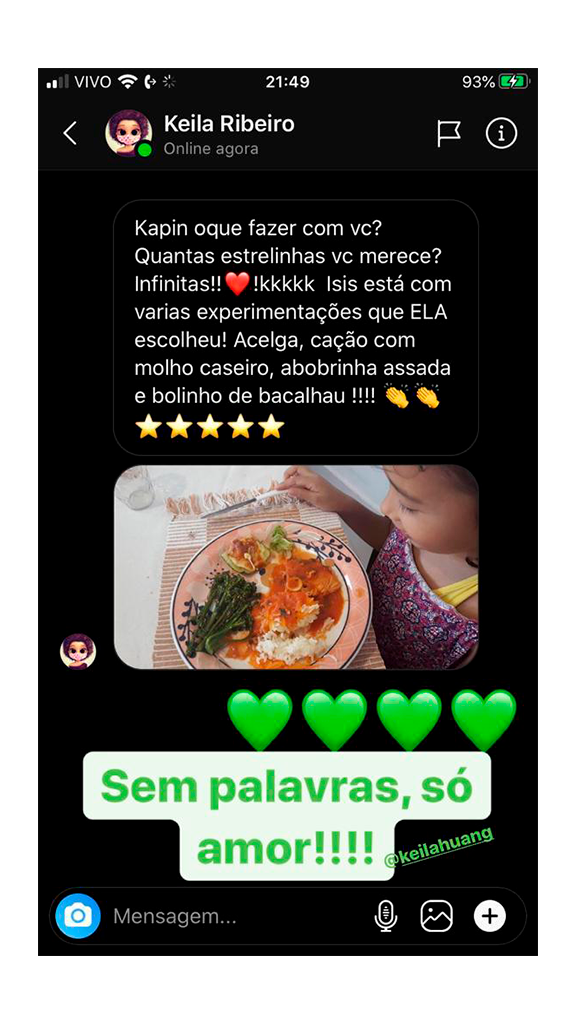 VIVO 21:49 93%
Keila Ribeiro
Online agora
Kapin oque fazer com vc?
Quantas estrelinhas vc merece?
Infinitas!!❤️!kkkkk Isis está com
varias experimentações que ELA
escolheu! Acelga, cação com
molho caseiro, abobrinha assada
e bolinho de bacalhau !!!! 👏👏
⭐⭐⭐⭐⭐
💚💚💚💚
Sem palavras, só
amor!!!!
@keilahuang
Mensagem...